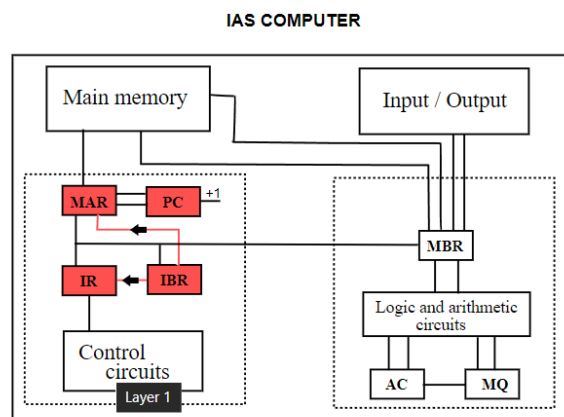 IAS COMPUTER
Main memory
Input / Output
MAR
PC
+1
MBR
IR
IBR
Logic and arithmetic
circuits
Control
circuits
Layer 1
AC
MQ